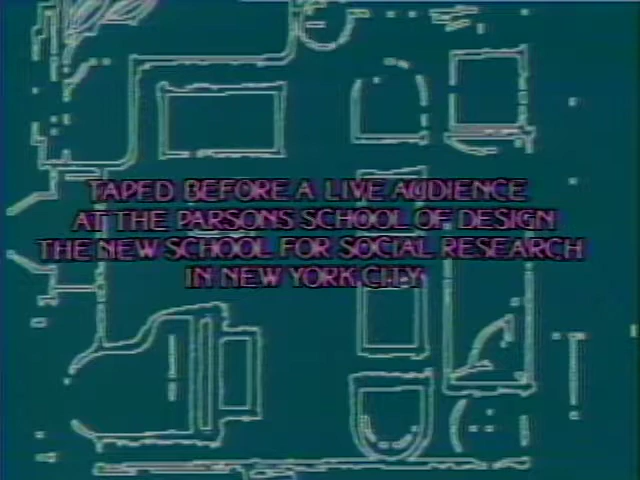 TAPED BEFORE A LIVE AUDIENCE
AT THE PARSONS SCHOOL OF DESIGN
THE NEW SCHOOL FOR SOCIAL RESEARCH
IN NEW YORK CITY